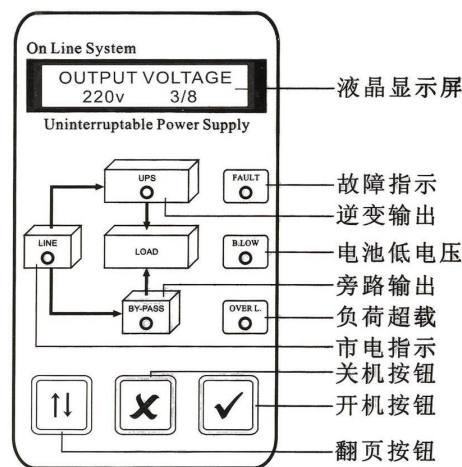 On Line System
OUTPUT VOLTAGE
220v 3/8
液晶显示屏
Uninterruptable Power Supply
UPS
FAULT
故障指示
逆变输出
LINE
LOAD
B.LOW
电池低电压
旁路输出
BY-PASS
OVER L.
负荷超载
市电指示
关机按钮
开机按钮
翻页按钮